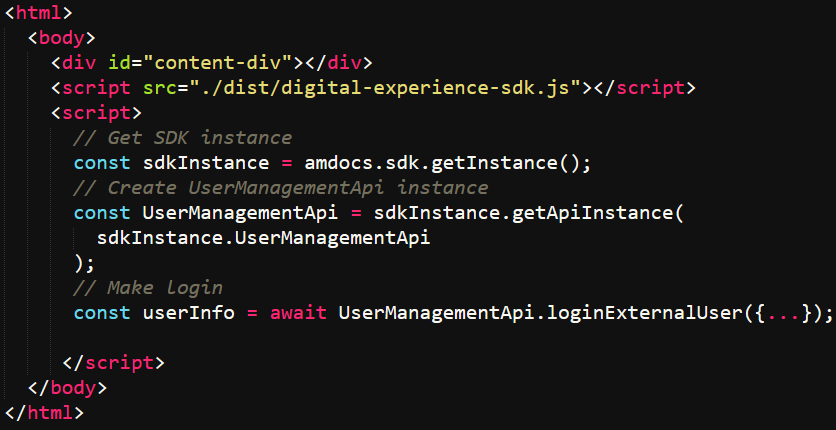 <html>
<body>
<div id="content-div"></div>
<script src="./dist/digital-experience-sdk.js"></script>
<script>
// Get SDK instance
const sdkInstance = amdocs.sdk.getInstance();
// Create UserManagementApi instance
const UserManagementApi = sdkInstance.getApiInstance(
sdkInstance.UserManagementApi
);
// Make login
const userInfo = await UserManagementApi.loginExternalUser({...});
</script>
</body>
</html>